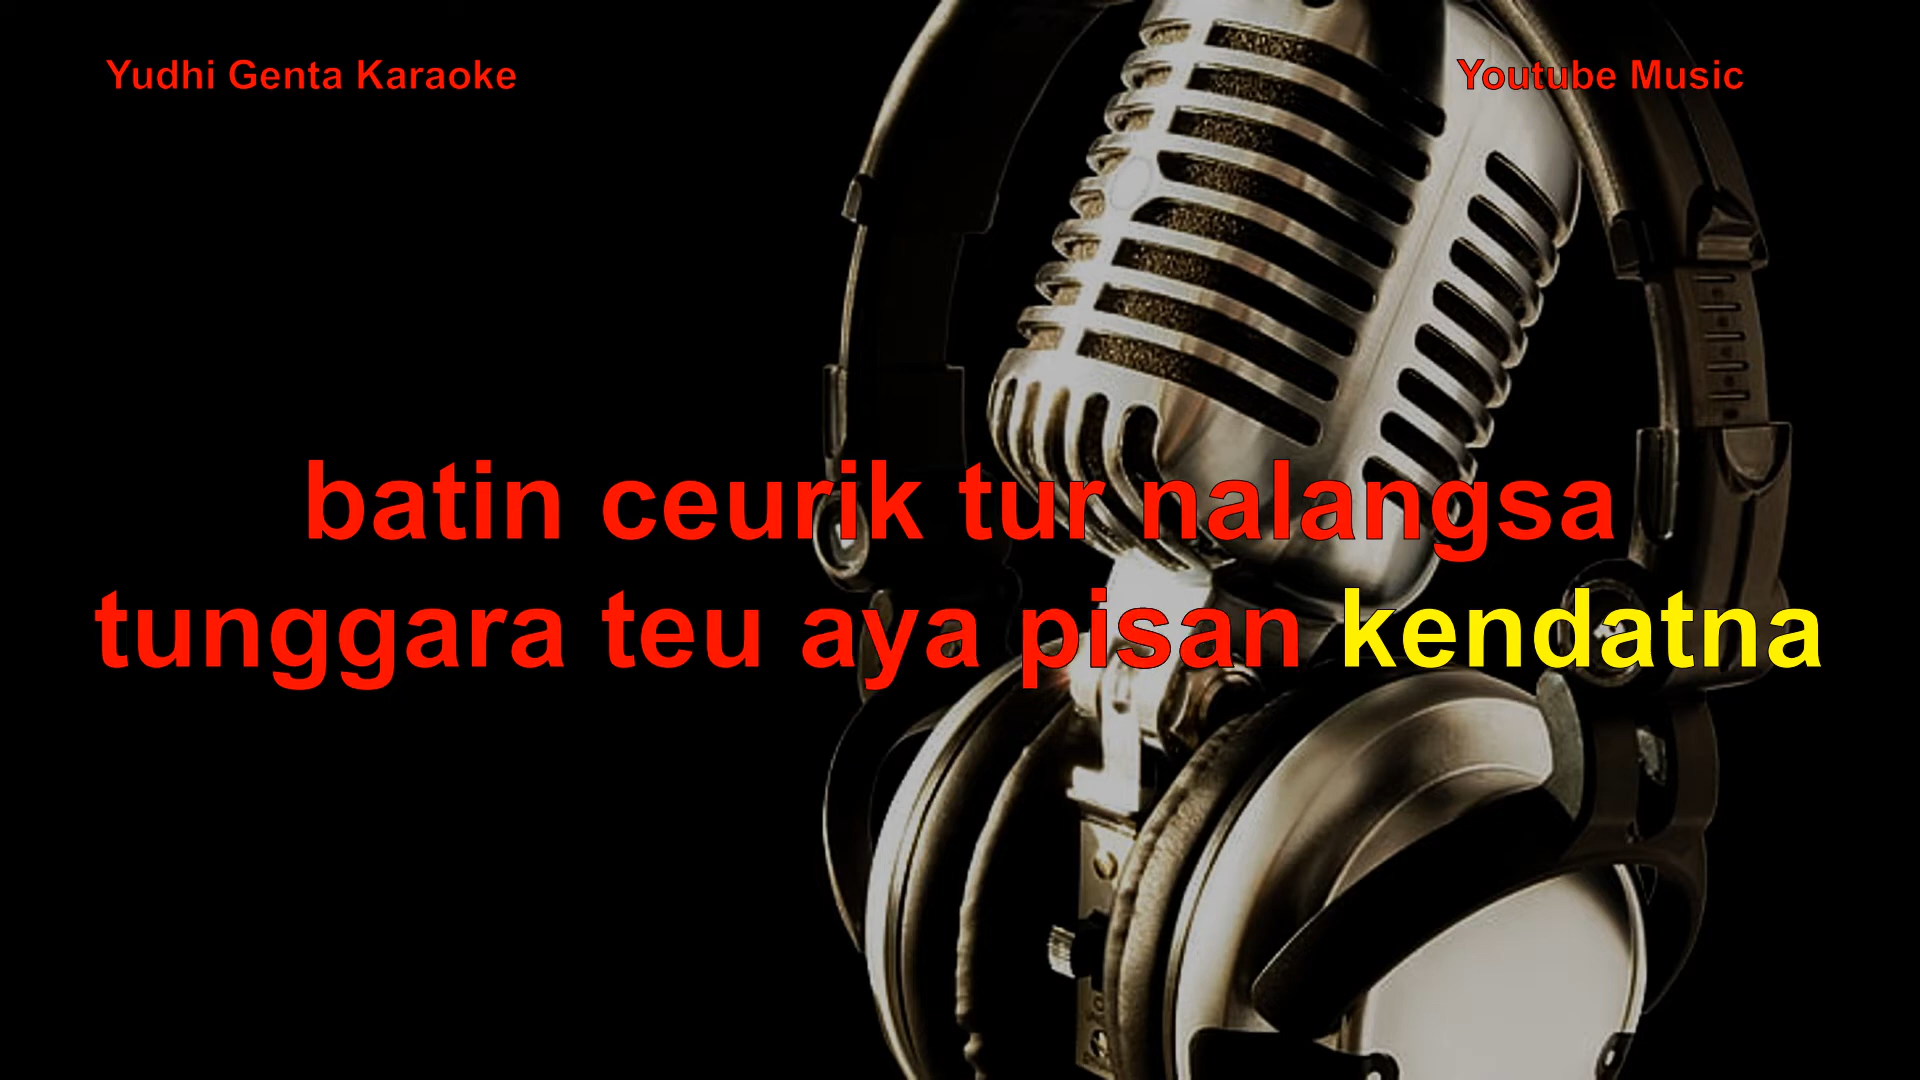 Yudhi Genta Karaoke
Youtube Music
batin ceurik tur nalangsa
tunggara teu aya pisan kendatna